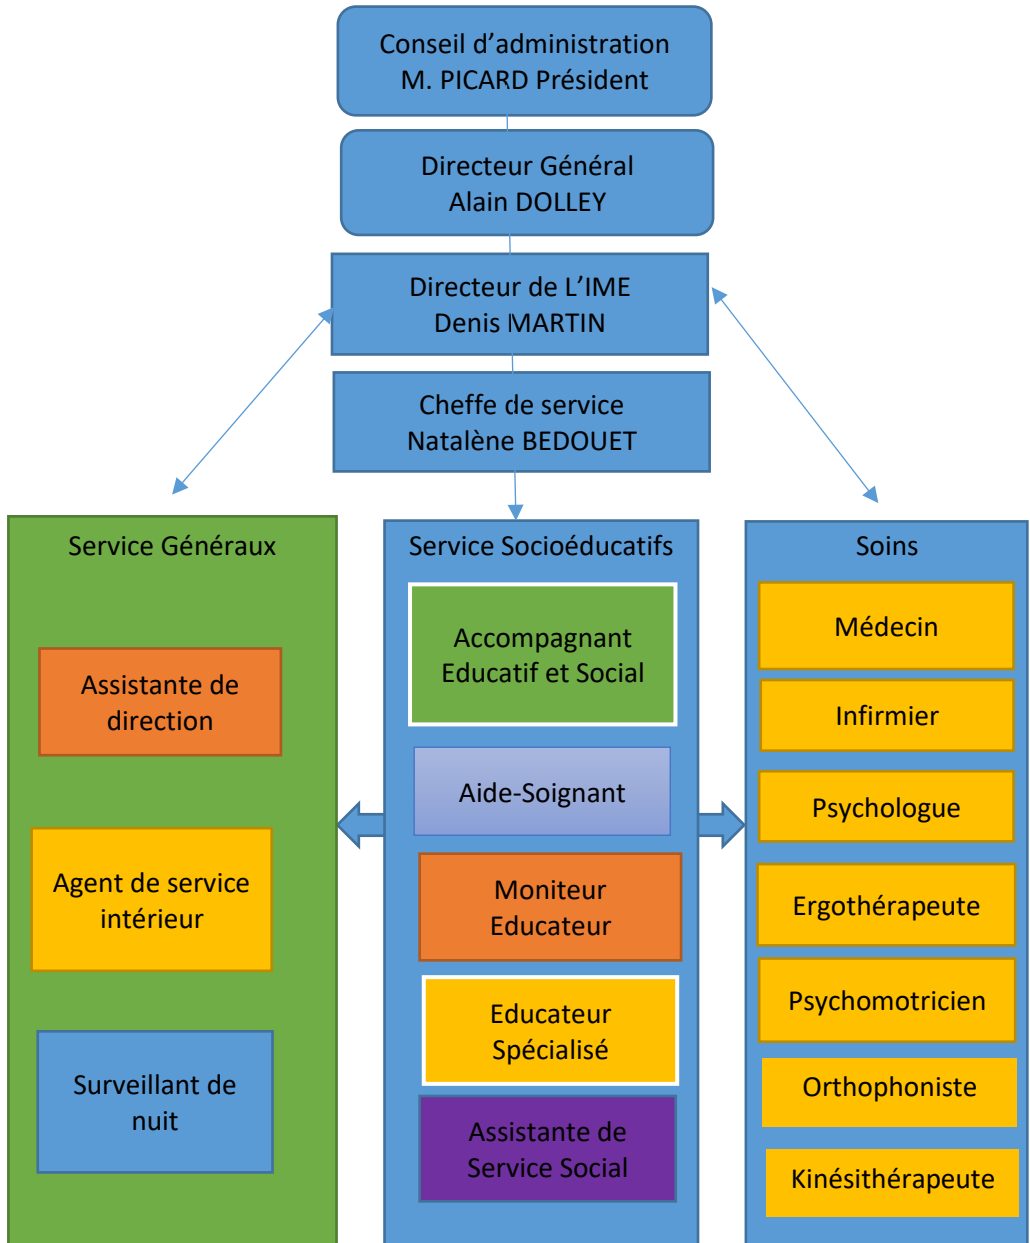 Conseil d’administration
M. PICARD Président
Directeur Général
Alain DOLLEY
Directeur de L’IME
Denis MARTIN
Cheffe de service
Natalène BEDOUET
Service Généraux
Assistante de
direction
Agent de service
intérieur
Surveillant de
nuit
Service Socioéducatifs
Accompagnant
Educatif et Social
Aide-Soignant
Moniteur
Educateur
Educateur
Spécialisé
Assistante de
Service Social
Soins
Médecin
Infirmier
Psychologue
Ergothérapeute
Psychomotricien
Orthophoniste
Kinésithérapeute